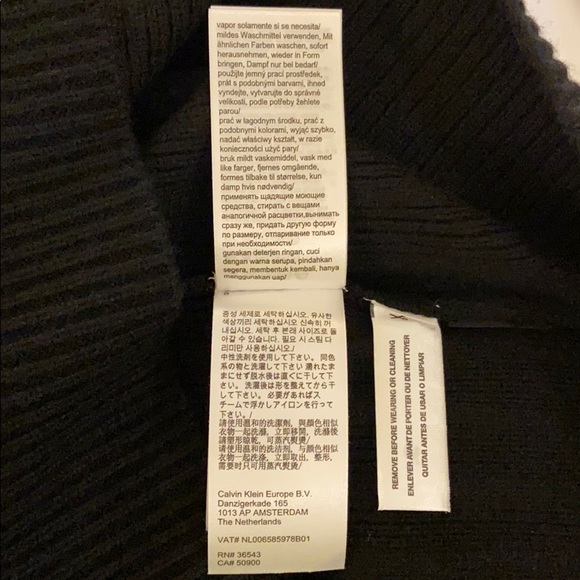 vapor solamente si se necesita/
mildes Waschmittel verwenden, Mit
ähnlichen Farben waschen, sofort
herausnehmen, wieder in Form
bringen, Dampf nur bei bedarf/
použijte jemný prací prostředek,
prát s podobnými barvami, ihned
vyndejte, vytvarujte do správné
velikosti, podle potřeby žehlete
parou/
prać w łagodnym środku, prać z
podobnymi kolorami, wyjąć szybko,
nadać właściwy kształt, w razie
konieczności użyć pary/
bruk mildt vaskemiddel, vask med
like farger, fjernes omgående,
formes tilbake til størrelse, kun
damp hvis nødvendig/
применять щадящие моющие
средства, стирать с вещами
аналогичной расцветки,вынимать
сразу же, придать другую форму
по размеру, отпаривание только
при необходимости/
gunakan deterjen ringan, cuci
dengan warna serupa, pindahkan
segera, membentuk kembali, hanya
menggunakan uap/
중성 세제로 세탁하십시오. 유사한
색상끼리 세탁하십시오 신속히 꺼
내십시오. 세탁 후 본래 사이즈로 돌
아갈 수 있습니다. 필요 시 스팀 다
리미만 사용하십시오./
中性洗剤を使用して下さい。 同色
系の物と洗濯して下さい 濡れたま
まにせず脱水後は直ぐに干して下
さい。 洗濯後は形を整えてから干
して下さい。 必要があればス
チームで浮かしアイロンを行って
下さい。/
請使用溫和的洗潔劑，與顏色相似
衣物一起洗滌，立即移開，洗滌後
請塑形晾乾，可蒸汽熨燙/
请使用温和的洗洁剂，与颜色相似
衣物一起洗涤，立即取出，整形，
需要时只可用蒸汽熨烫/
Calvin Klein Europe B.V.
Danzigerkade 165
1013 AP AMSTERDAM
The Netherlands
VAT# NL006585978B01
RN# 36543
CA# 50900
REMOVE BEFORE WEARING OR CLEANING
ENLEVER AVANT DE PORTER OU DE NETTOYER
QUITAR ANTES DE USAR O LIMPIAR